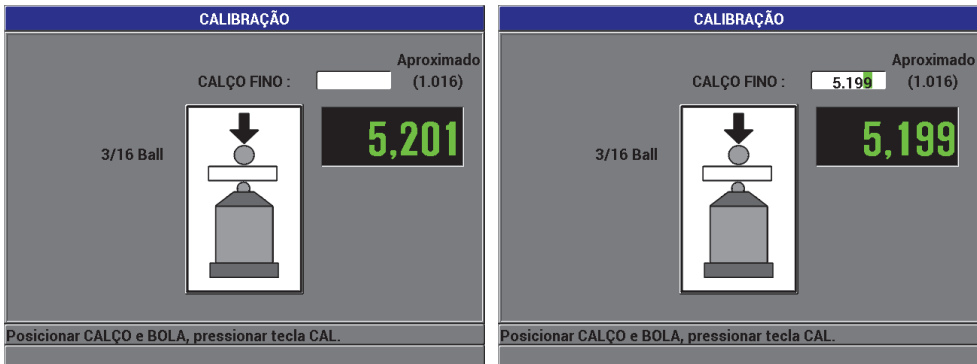 CALIBRAÇÃO
Aproximado
CALÇO FINO :
(1.016)
3/16 Ball
5,201
Posicionar CALÇO e BOLA, pressionar tecla CAL.
CALIBRAÇÃO
Aproximado
CALÇO FINO : 5.199 (1.016)
3/16 Ball
5,199
Posicionar CALÇO e BOLA, pressionar tecla CAL.